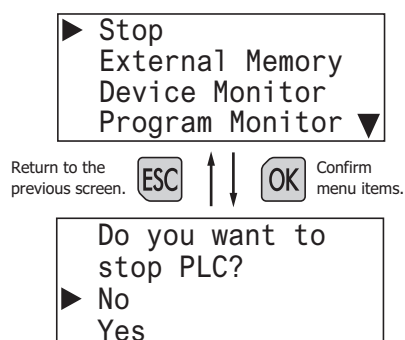 ▶ Stop
External Memory
Device Monitor
Program Monitor ▼
Return to the
previous screen.
ESC
OK
Confirm
menu items.
Do you want to
stop PLC?
▶ No
Yes